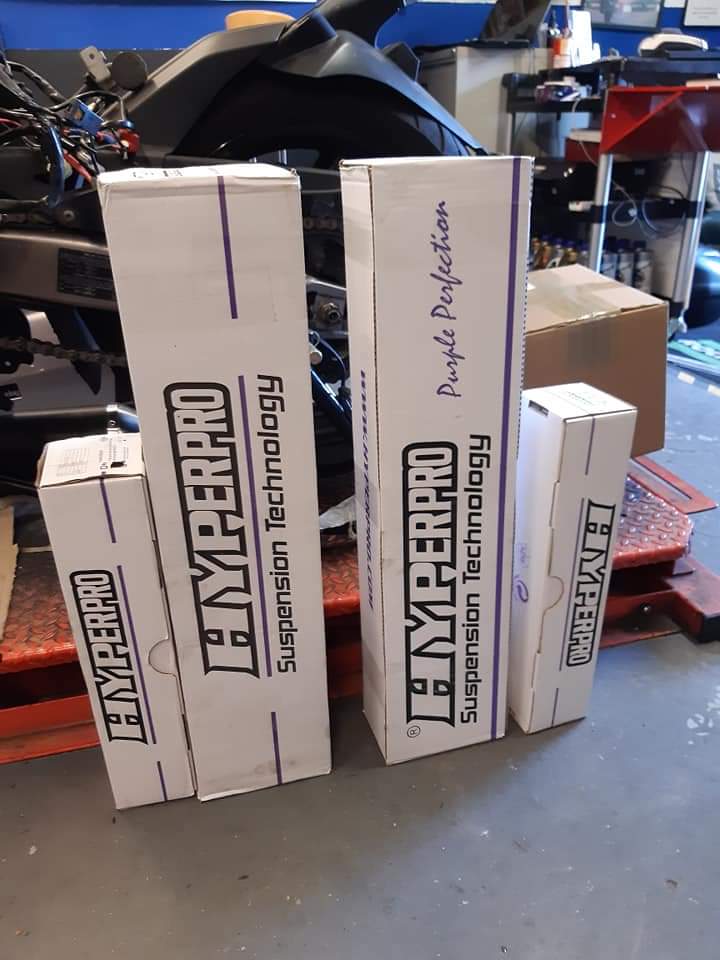 HYPERPRO
HYPERPRO
Suspension Technology
Purple Perfection
HYPERPRO
®
Suspension Technology
HYPERPRO